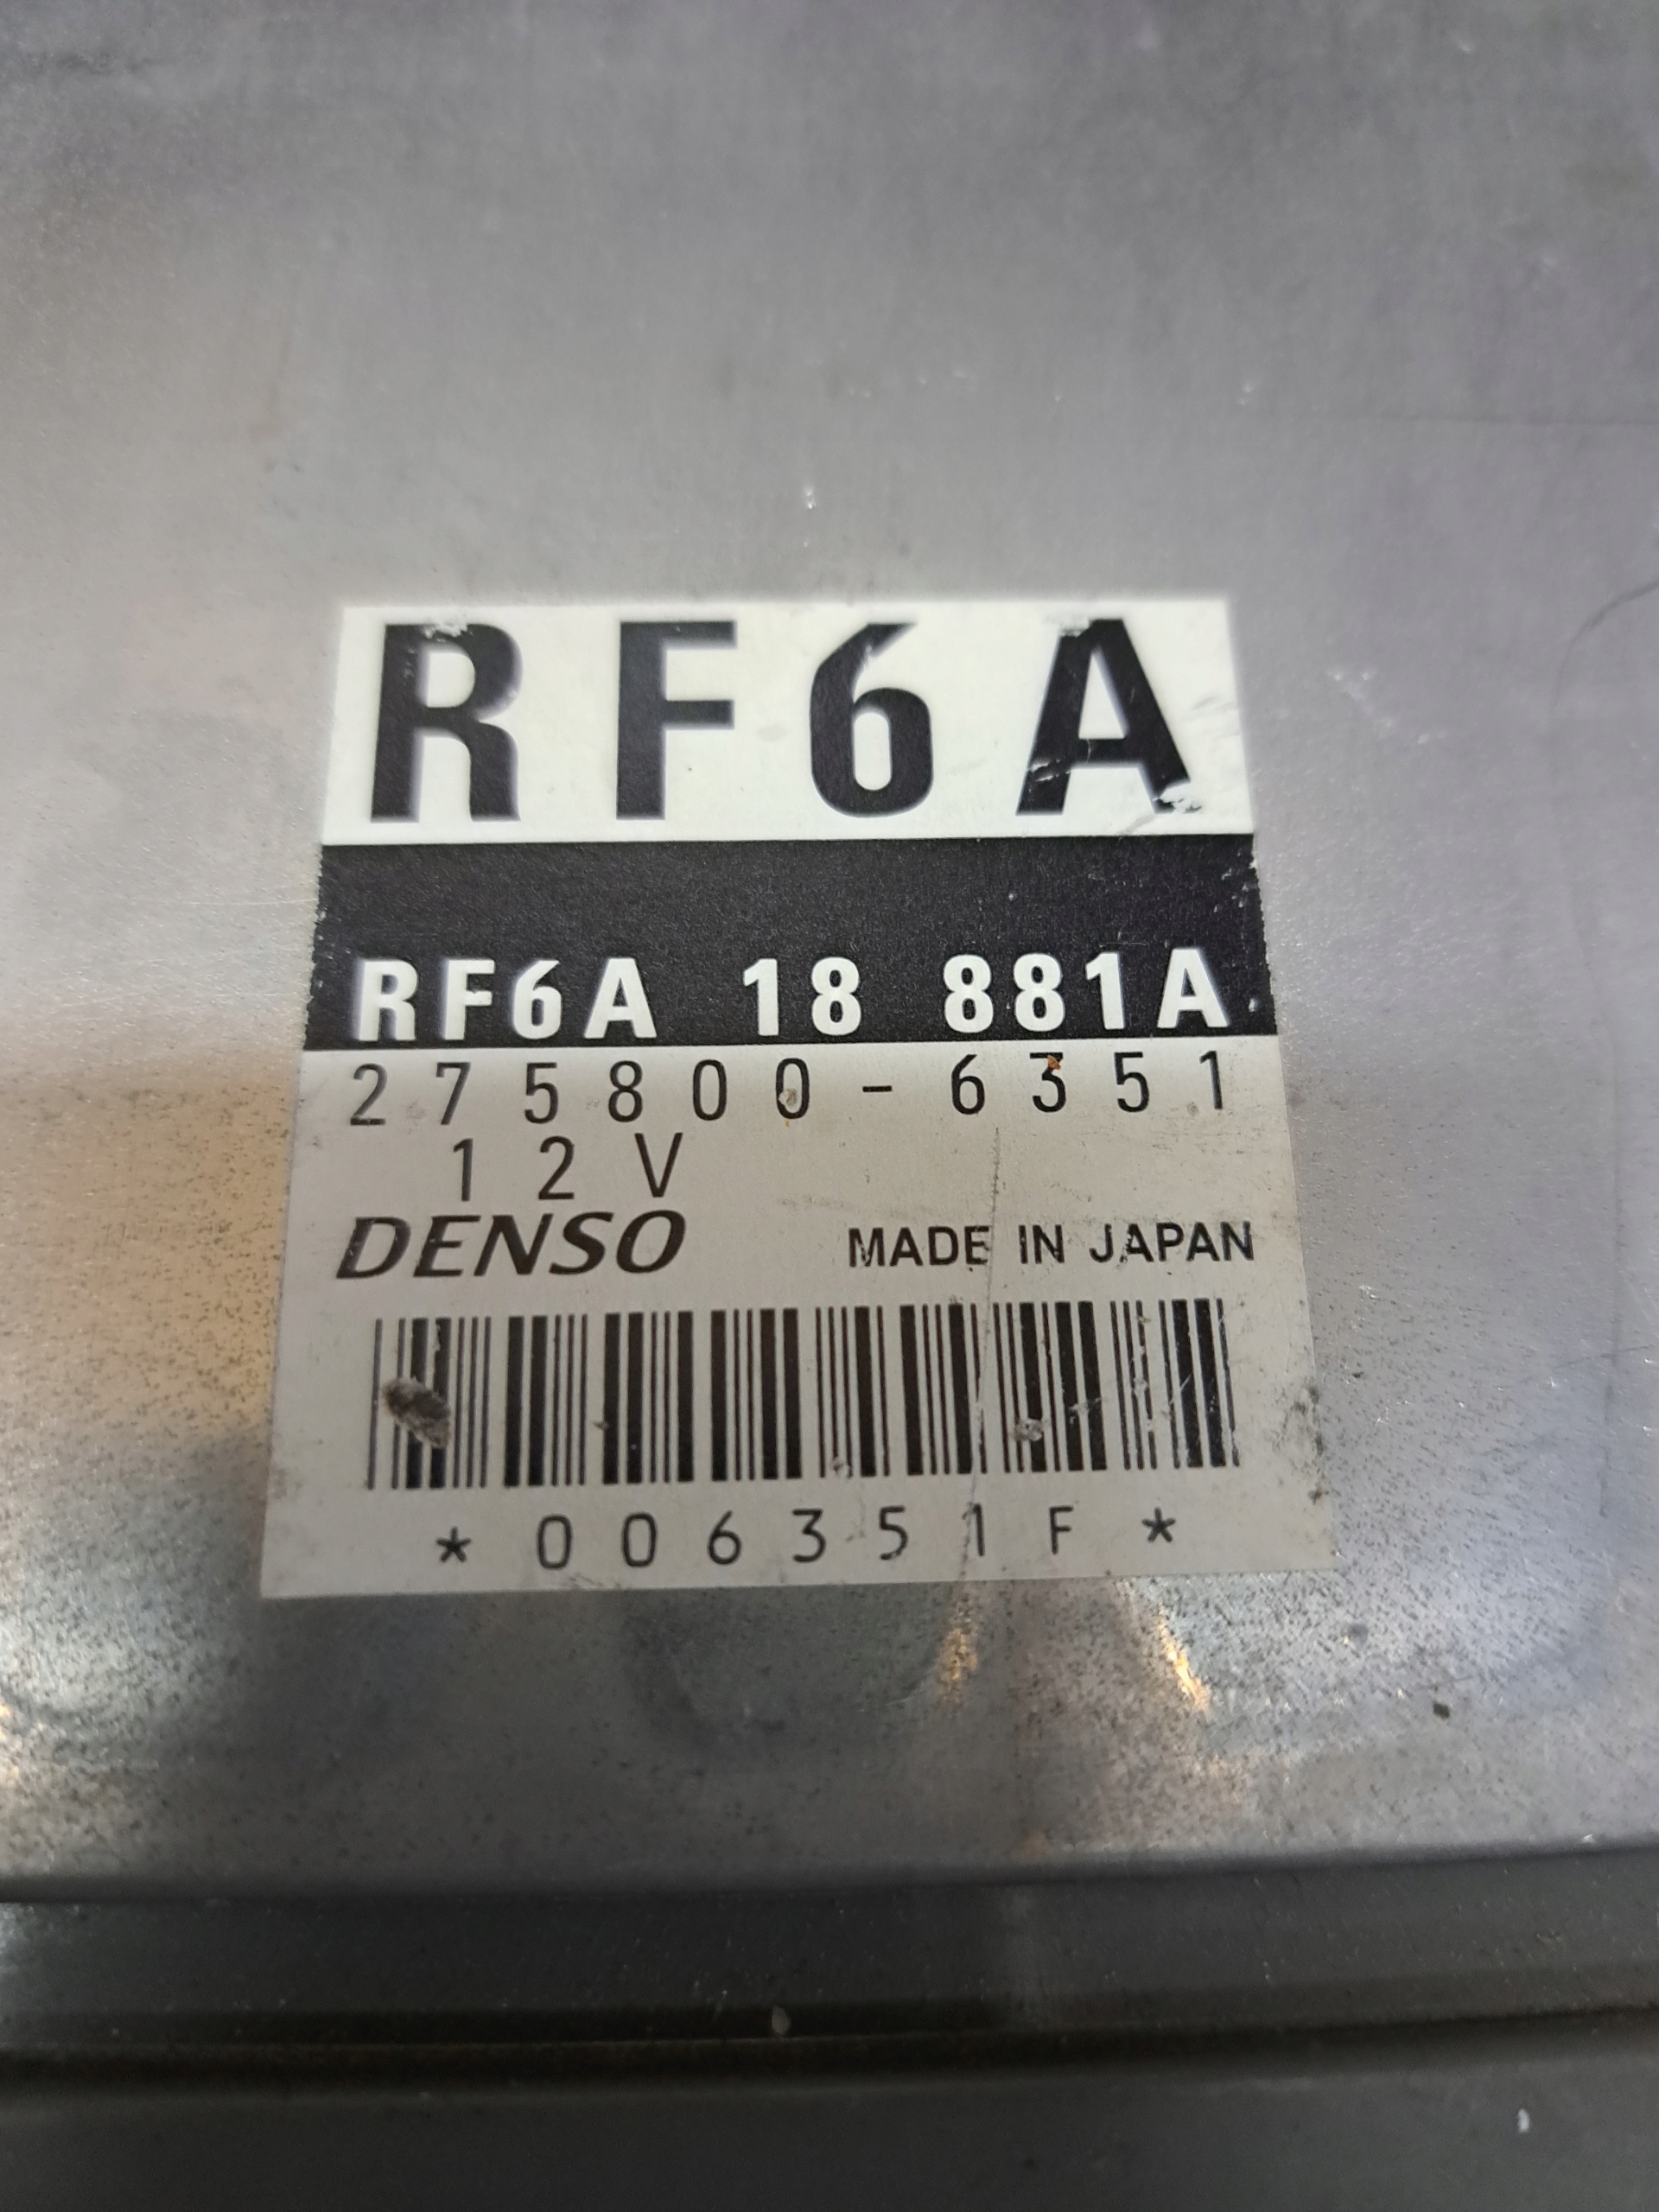 RF6A
RF6A 18 881A
275800-6351
12V
DENSO MADE IN JAPAN
*006351F*